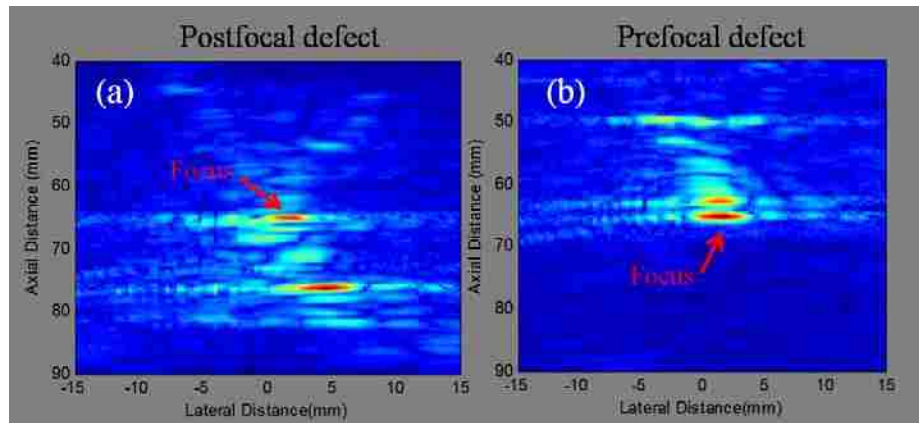 Postfocal defect
(a)
Focus
40
50
60
70
80
90
Axial Distance (mm)
-15
-10
-5
0
5
10
15
Lateral Distance(mm)
Prefocal defect
(b)
Focus
40
50
60
70
80
90
Axial Distance (mm)
-15
-10
-5
0
5
10
15
Lateral Distance(mm)